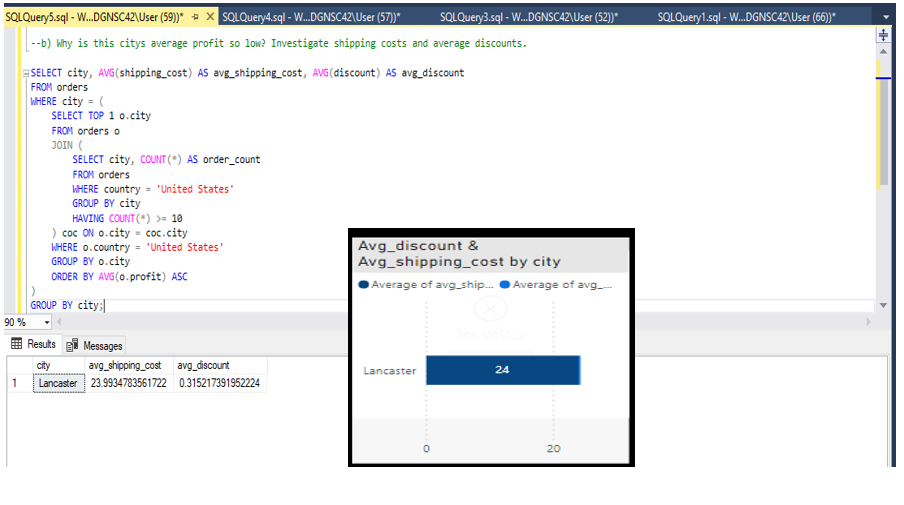 SQLQuery5.sql - W...DGNSC42\User (59))* SQLQuery4.sql - W...DGNSC42\User (57))* SQLQuery3.sql - W...DGNSC42\User (52))* SQLQuery1.sql - W...DGNSC42\User (66))*
--b) Why is this citys average profit so low? Investigate shipping costs and average discounts.
SELECT city, AVG(shipping_cost) AS avg_shipping_cost, AVG(discount) AS avg_discount
FROM orders
WHERE city = (
SELECT TOP 1 o.city
FROM orders o
JOIN (
SELECT city, COUNT(*) AS order_count
FROM orders
WHERE country = 'United States'
GROUP BY city
HAVING COUNT(*) >= 10
) coc ON o.city = coc.city
WHERE o.country = 'United States'
GROUP BY o.city
ORDER BY AVG(o.profit) ASC
)
GROUP BY city;
90 %
Results Messages
city avg_shipping_cost avg_discount
1 Lancaster 23.9934783561722 0.315217391952224
Avg_discount &
Avg_shipping_cost by city
Average of avg_ship... Average of avg_...
Lancaster 24
0 20